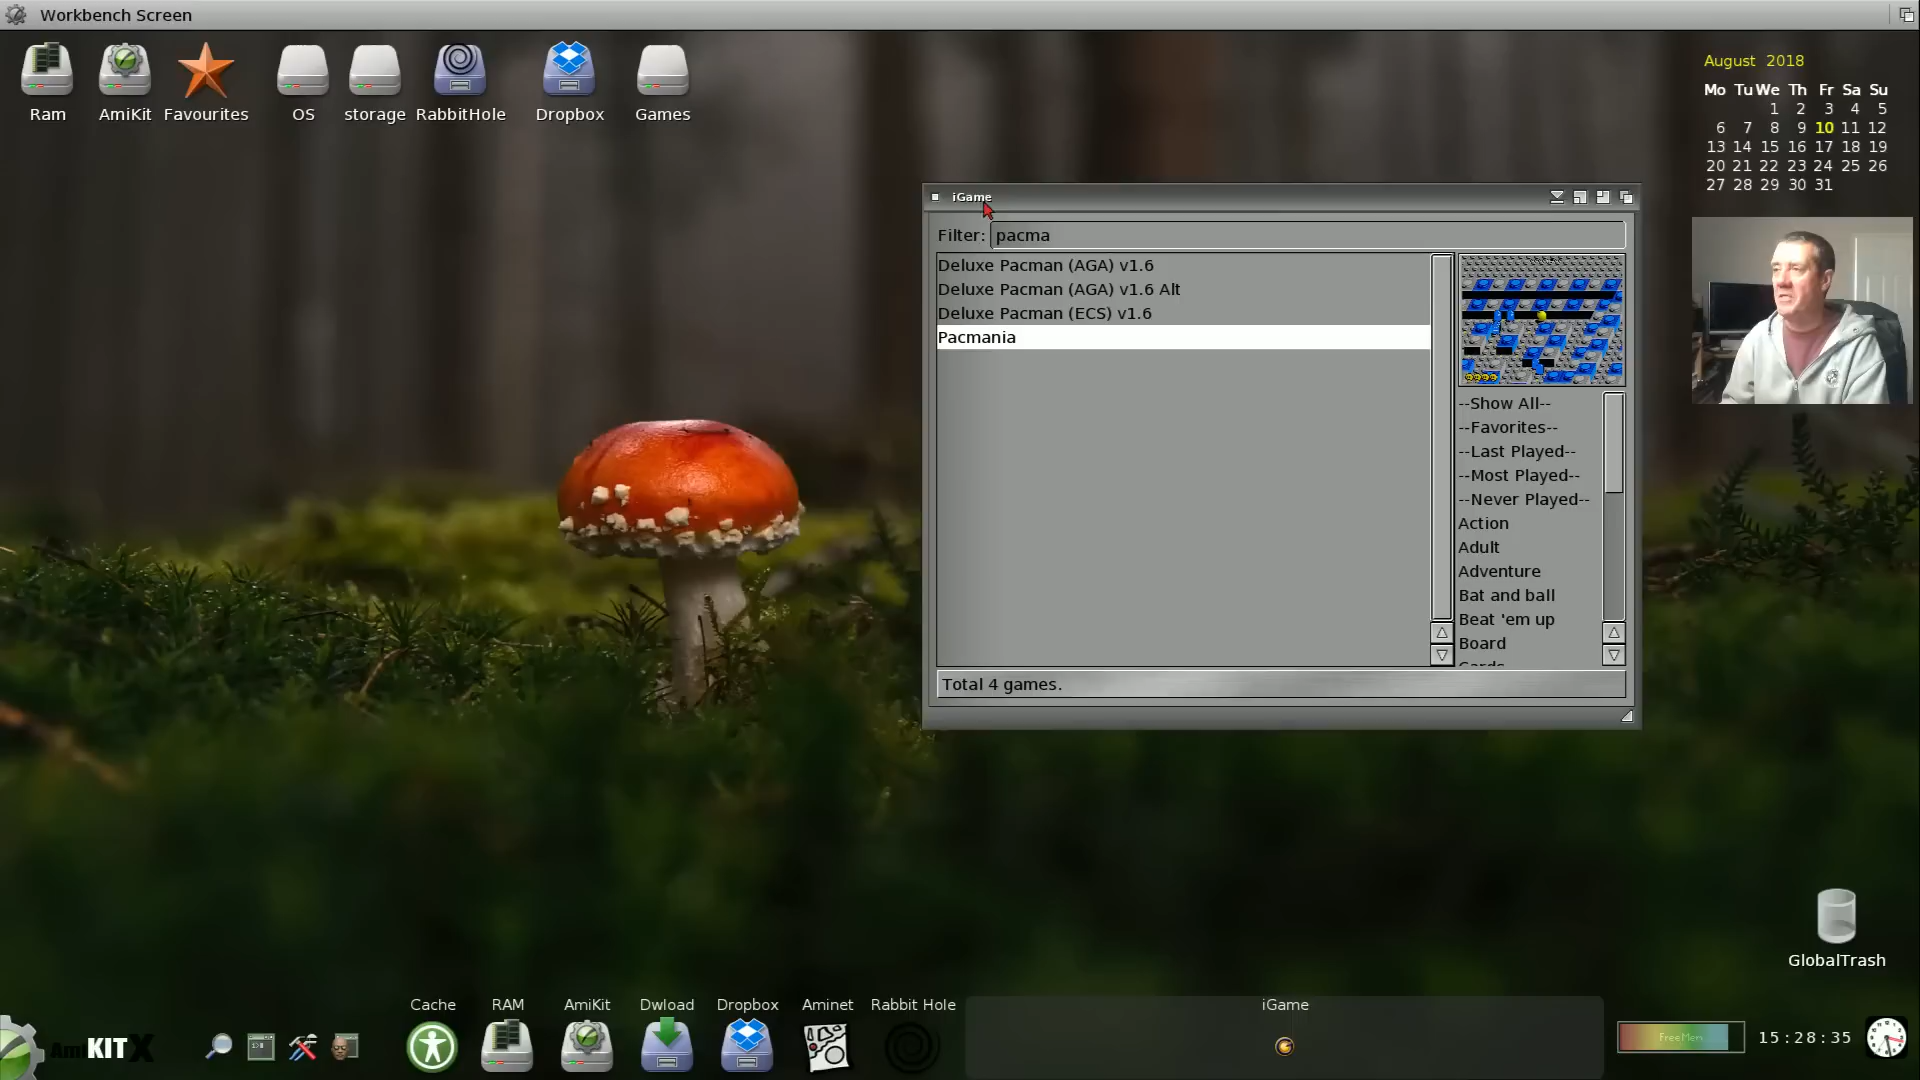 Workbench Screen
Ram
AmiKit
Favourites
OS
storage
RabbitHole
Dropbox
Games
August 2018
Mo Tu We Th Fr Sa Su
1 2 3 4 5
6 7 8 9 10 11 12
13 14 15 16 17 18 19
20 21 22 23 24 25 26
27 28 29 30 31
iGame
Filter: pacma
Deluxe Pacman (AGA) v1.6
Deluxe Pacman (AGA) v1.6 Alt
Deluxe Pacman (ECS) v1.6
Pacmania
--Show All--
--Favorites--
--Last Played--
--Most Played--
--Never Played--
Action
Adult
Adventure
Bat and ball
Beat 'em up
Board
Total 4 games.
GlobalTrash
Cache
RAM
AmiKit
Dwload
Dropbox
Aminet
Rabbit Hole
iGame
AmiKIT X
FreeMem
15:28:35